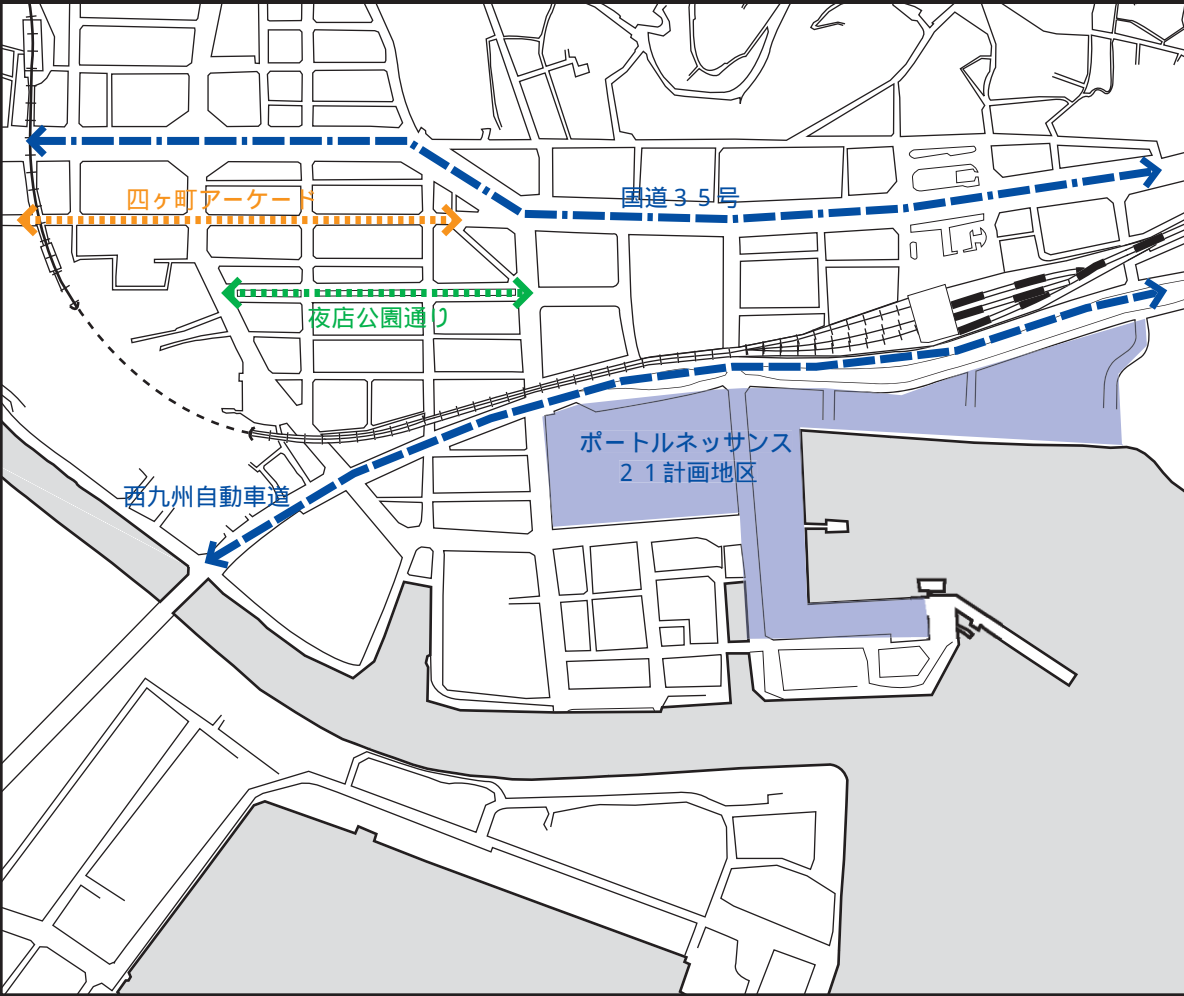 四ヶ町アーケード
国道３５号
夜店公園通り
ポートルネッサンス
２１計画地区
西九州自動車道